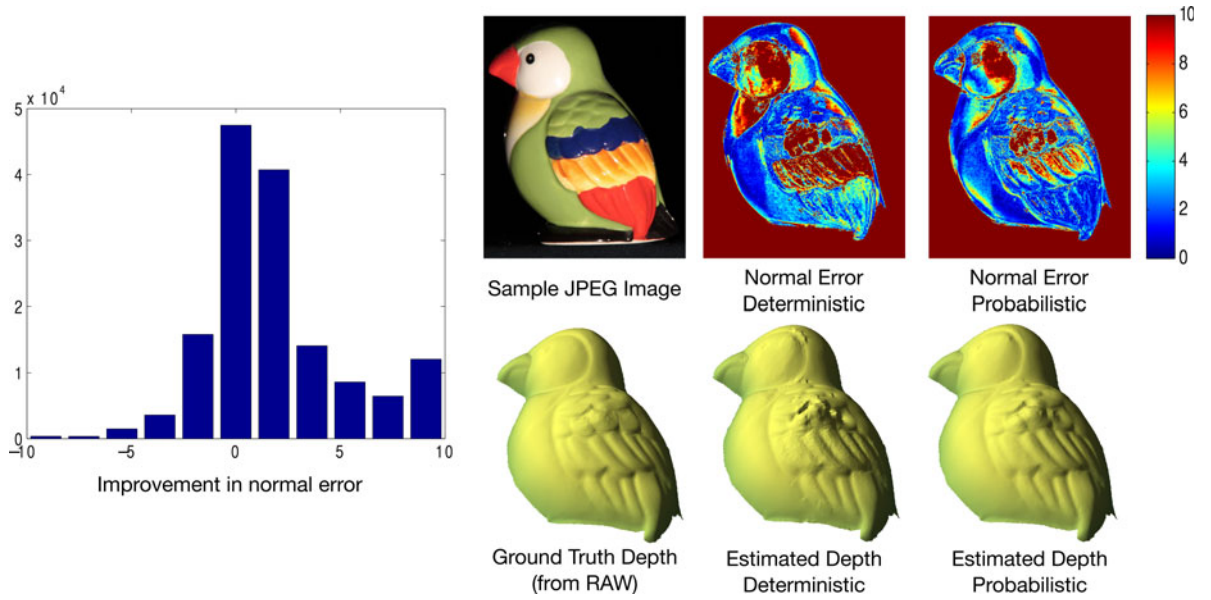 x 10^4
5
4
3
2
1
0
-10 -5 0 5 10
Improvement in normal error
Sample JPEG Image
Normal Error
Deterministic
Normal Error
Probabilistic
10
8
6
4
2
0
Ground Truth Depth
(from RAW)
Estimated Depth
Deterministic
Estimated Depth
Probabilistic